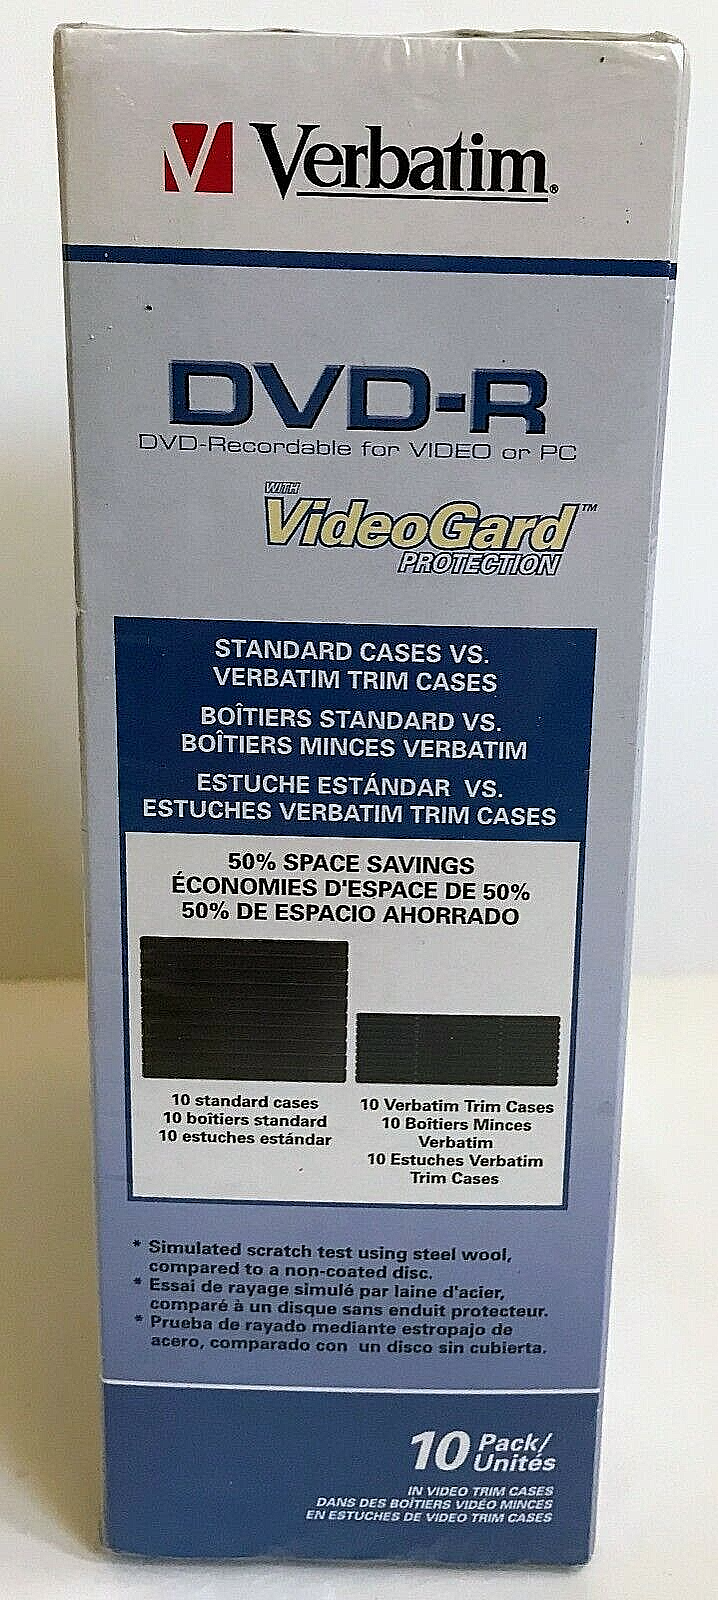 Verbatim®
DVD-R
DVD-Recordable for VIDEO or PC
WITH
VideoGard™
PROTECTION
STANDARD CASES VS.
VERBATIM TRIM CASES
BOÎTIERS STANDARD VS.
BOÎTIERS MINCES VERBATIM
ESTUCHE ESTÁNDAR VS.
ESTUCHES VERBATIM TRIM CASES
50% SPACE SAVINGS
ÉCONOMIES D'ESPACE DE 50%
50% DE ESPACIO AHORRADO
10 standard cases
10 boîtiers standard
10 estuches estándar
10 Verbatim Trim Cases
10 Boîtiers Minces
Verbatim
10 Estuches Verbatim
Trim Cases
* Simulated scratch test using steel wool,
compared to a non-coated disc.
* Essai de rayage simulé par laine d'acier,
comparé à un disque sans enduit protecteur.
* Prueba de rayado mediante estropajo de
acero, comparado con un disco sin cubierta.
10 Pack/
Unités
IN VIDEO TRIM CASES
DANS DES BOÎTIERS VIDÉO MINCES
EN ESTUCHES DE VIDEO TRIM CASES